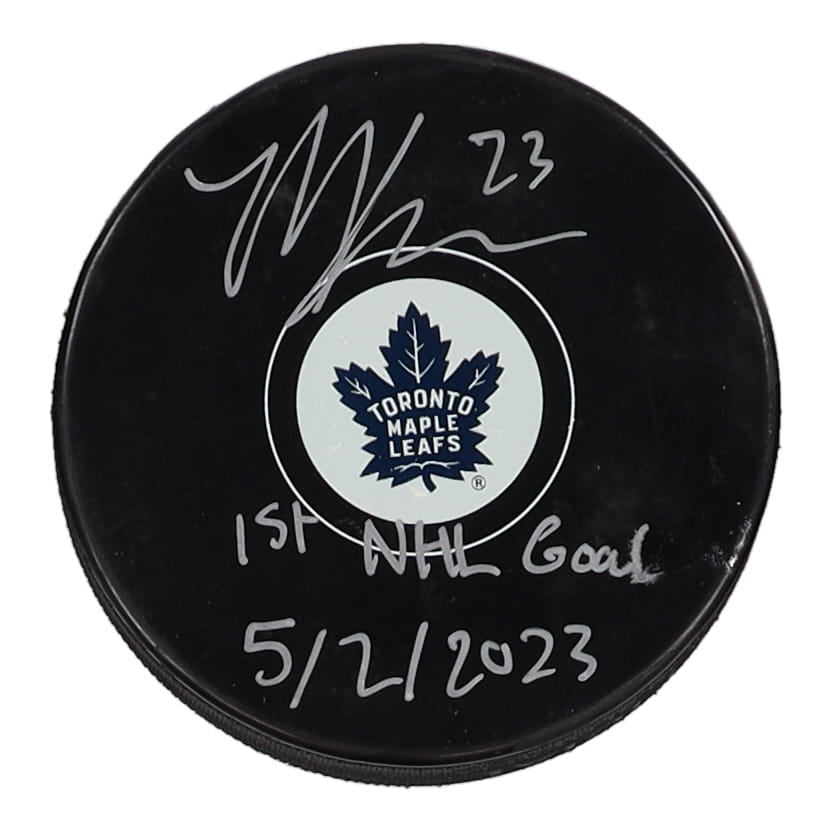 23
TORONTO
MAPLE
LEAFS
®
1st NHL Goal
5/2/2023